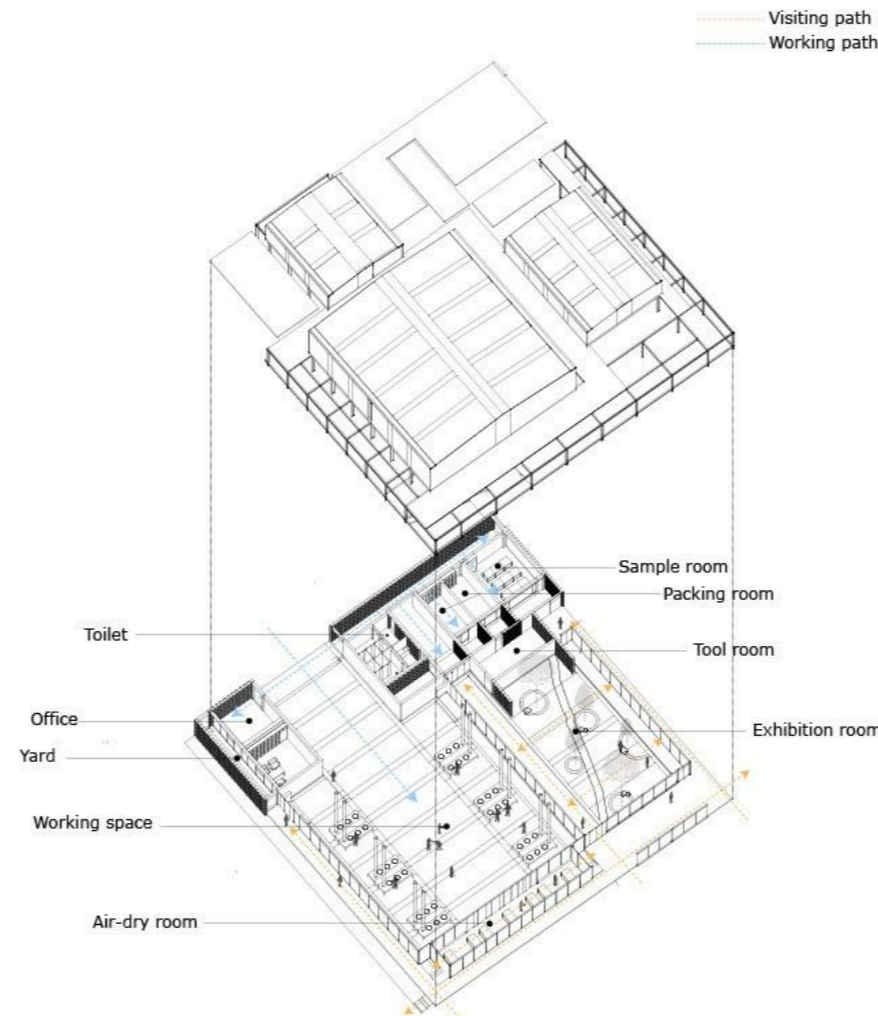 Visiting path
Working path
Sample room
Packing room
Toilet
Tool room
Office
Exhibition room
Yard
Working space
Air-dry room